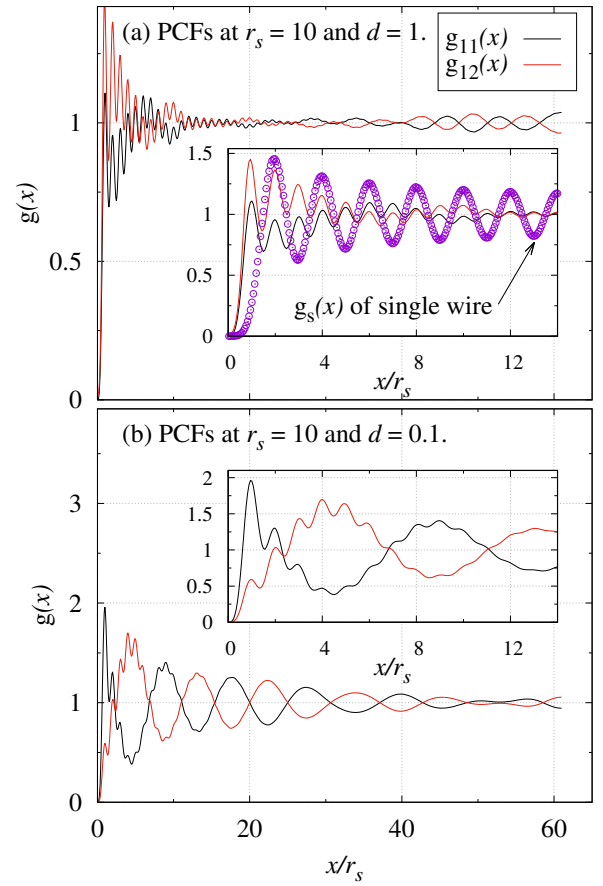 (a) PCFs at r_s = 10 and d = 1.
g_11(x)
g_12(x)
1
0.5
0
g(x)
1.5
1
0.5
0
0 4 8 12
x/r_s
g_s(x) of single wire
(b) PCFs at r_s = 10 and d = 0.1.
3
2
1
0
g(x)
2
1.5
1
0.5
0
0 4 8 12
x/r_s
0 20 40 60
x/r_s